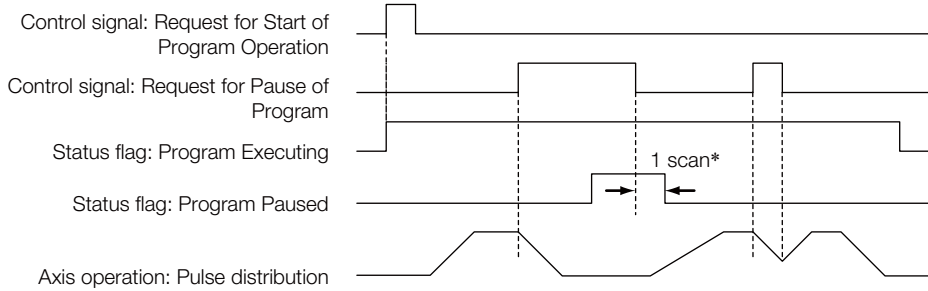 Control signal: Request for Start of
Program Operation
Control signal: Request for Pause of
Program
Status flag: Program Executing
1 scan*
Status flag: Program Paused
Axis operation: Pulse distribution